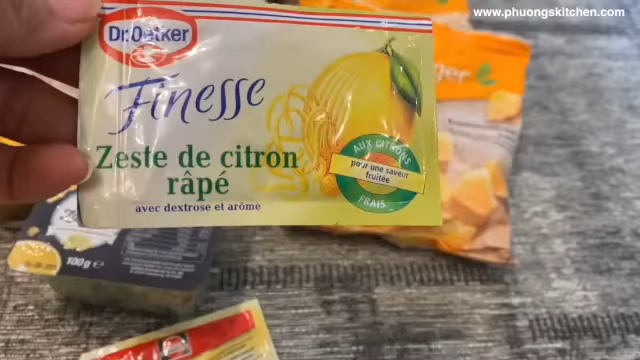 www.phuongskitchen.com
Dr. Oetker
Finesse
Zeste de citron
râpé
avec dextrose et arôme
AUX CITRONS
pour une saveur
fruitée
FRAIS
100g e